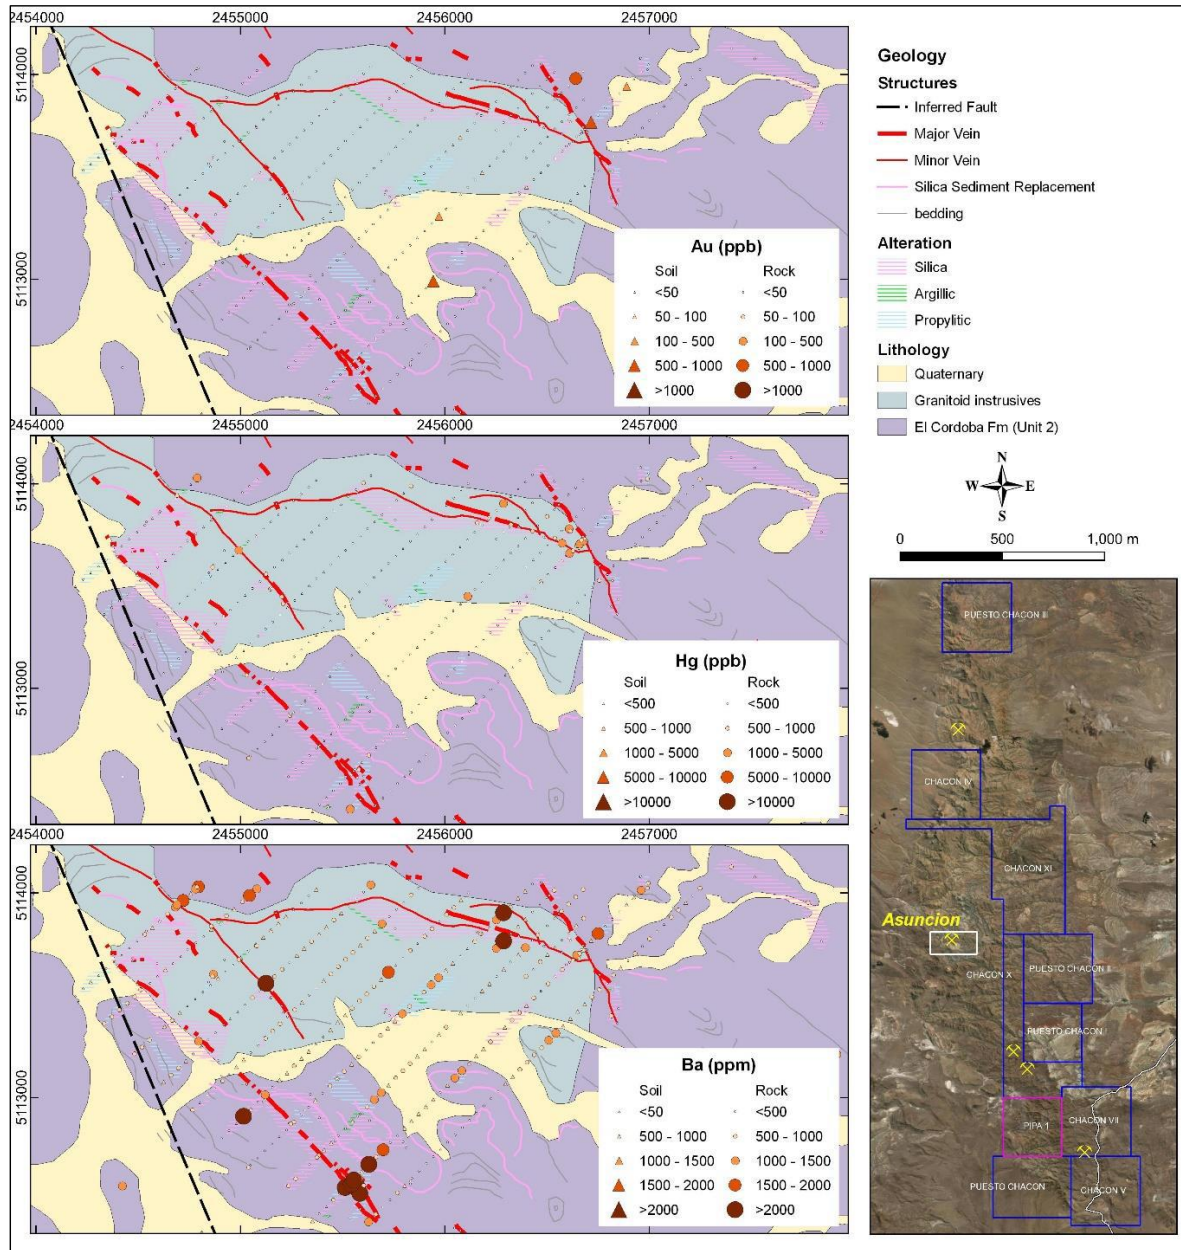 2454000 2455000 2456000 2457000
5114000
5113000
Au (ppb)
Soil Rock
<50 <50
50 - 100 50 - 100
100 - 500 100 - 500
500 - 1000 500 - 1000
>1000 >1000
2454000 2455000 2456000 2457000
5114000
5113000
Hg (ppb)
Soil Rock
<500 <500
500 - 1000 500 - 1000
1000 - 5000 1000 - 5000
5000 - 10000 5000 - 10000
>10000 >10000
2454000 2455000 2456000 2457000
5114000
5113000
Ba (ppm)
Soil Rock
<50 <500
500 - 1000 500 - 1000
1000 - 1500 1000 - 1500
1500 - 2000 1500 - 2000
>2000 >2000
Geology
Structures
Inferred Fault
Major Vein
Minor Vein
Silica Sediment Replacement
bedding
Alteration
Silica
Argillic
Propylitic
Lithology
Quaternary
Granitoid instrusives
El Cordoba Fm (Unit 2)
N
W E
S
0 500 1,000 m
PUESTO CHACON III
CHACON IV
CHACON XI
Asuncion
CHACON X
PUESTO CHACON II
PUESTO CHACON I
PIPA 1
CHACON VII
PUESTO CHACON
CHACON V